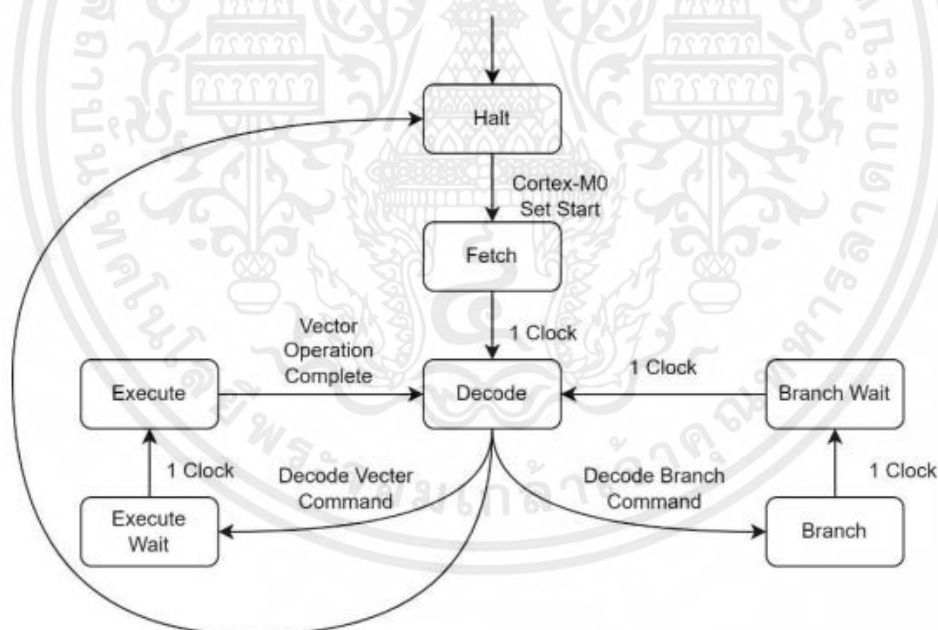 Halt
Cortex-M0
Set Start
Fetch
1 Clock
Vector
Operation
Complete
Execute
Decode
1 Clock
Branch Wait
1 Clock
Decode Vecter
Command
Decode Branch
Command
1 Clock
Execute
Wait
Branch